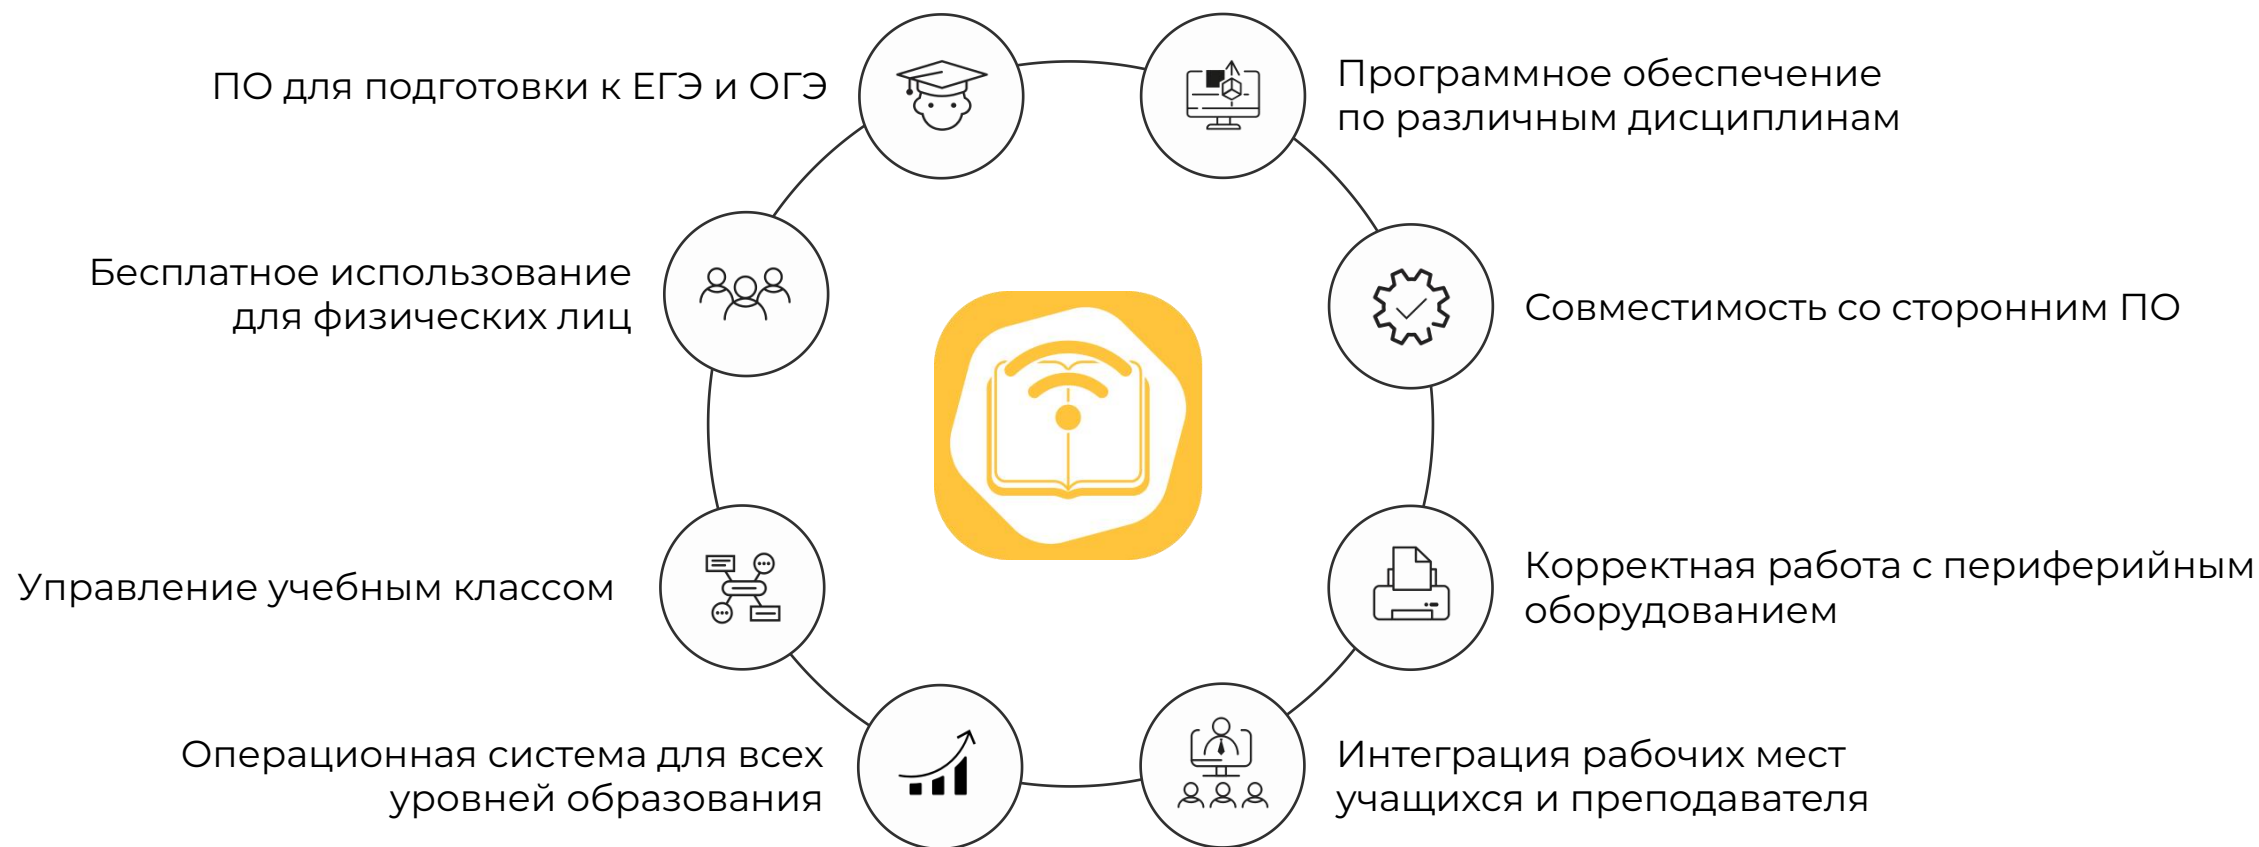 ПО для подготовки к ЕГЭ и ОГЭ
Программное обеспечение
по различным дисциплинам
Бесплатное использование
для физических лиц
Совместимость со сторонним ПО
Управление учебным классом
Корректная работа с периферийным
оборудованием
Операционная система для всех
уровней образования
Интеграция рабочих мест
учащихся и преподавателя